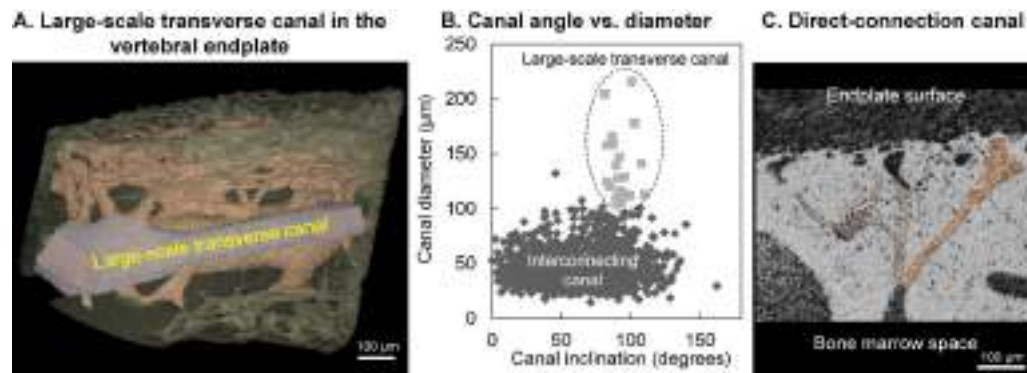 A. Large-scale transverse canal in the
vertebral endplate
Large-scale transverse canal
100 µm
B. Canal angle vs. diameter
250
200
150
100
50
0
Canal diameter (µm)
Large-scale transverse canal
Interconnecting
canal
0
50
100
150
Canal inclination (degrees)
C. Direct-connection canal
Endplate surface
Bone marrow space
100 µm